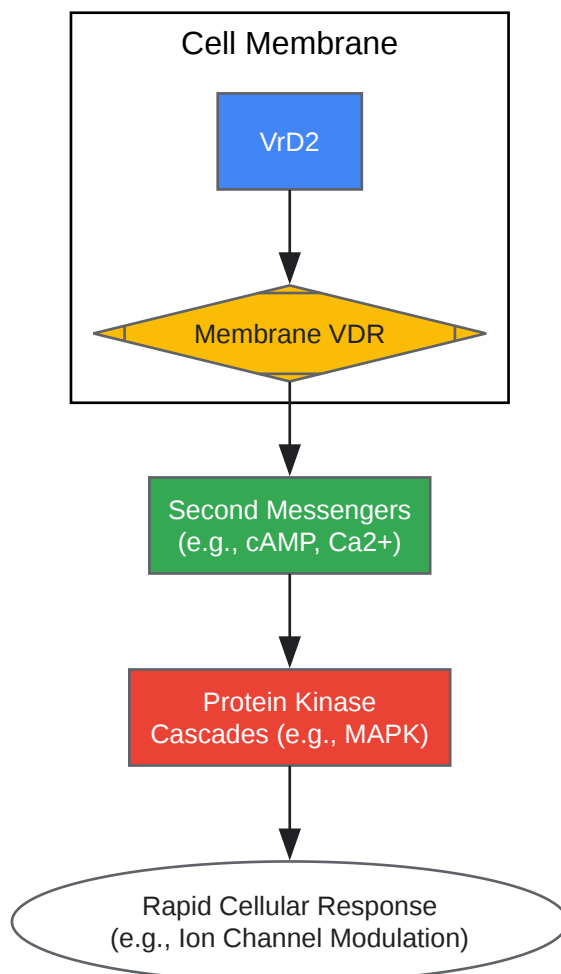 Cell Membrane
VrD2
Membrane VDR
Second Messengers
(e.g., cAMP, Ca2+)
Protein Kinase
Cascades (e.g., MAPK)
Rapid Cellular Response
(e.g., Ion Channel Modulation)